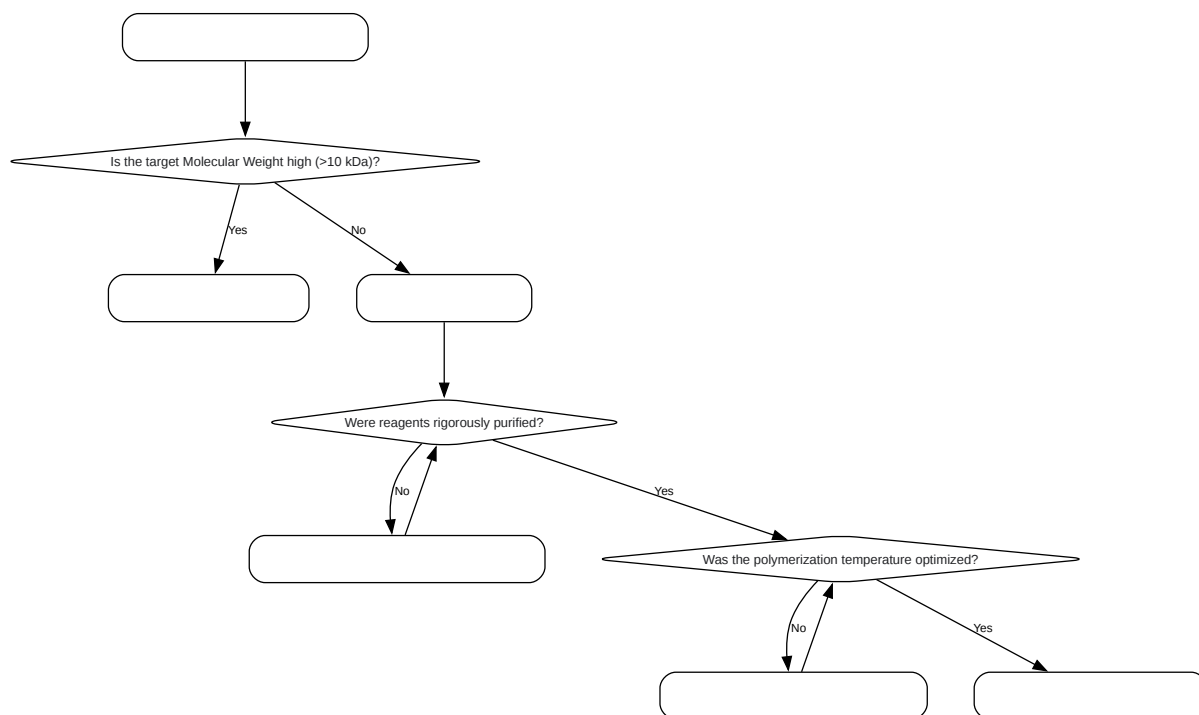 Is the target Molecular Weight high (>10 kDa)?
Yes
No
Were reagents rigorously purified?
No
Yes
Was the polymerization temperature optimized?
No
Yes